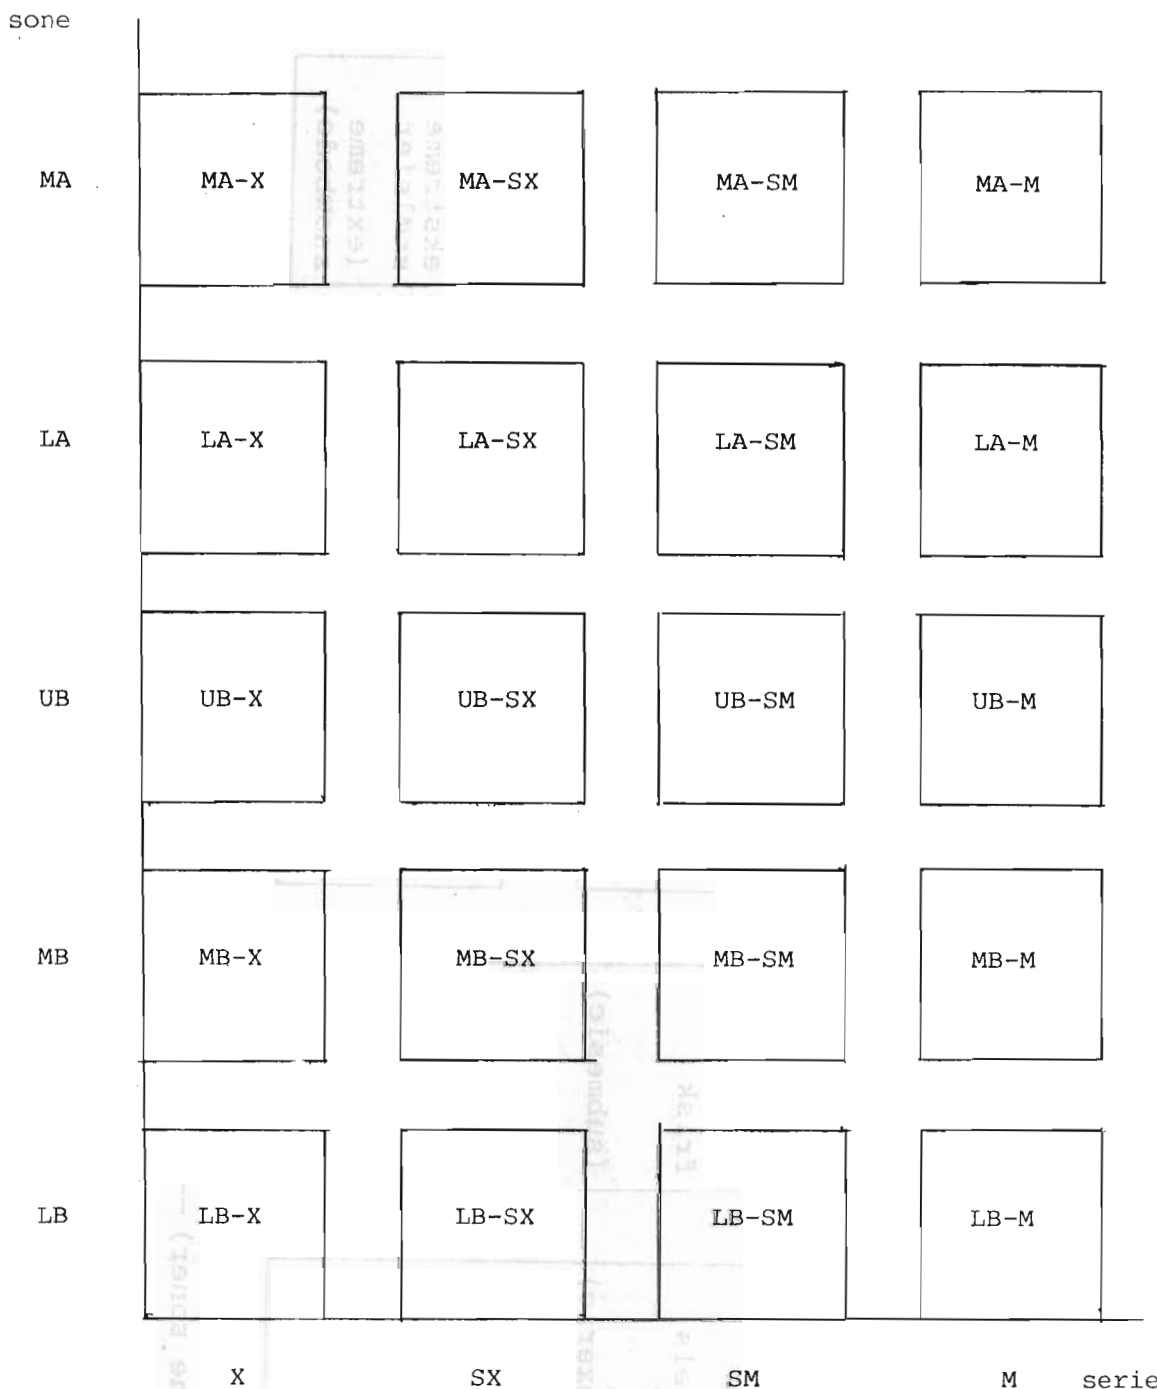 sone
MA MA-X MA-SX MA-SM MA-M
LA LA-X LA-SX LA-SM LA-M
UB UB-X UB-SX UB-SM UB-M
MB MB-X MB-SX MB-SM MB-M
LB LB-X LB-SX LB-SM LB-M
X SX SM M serie